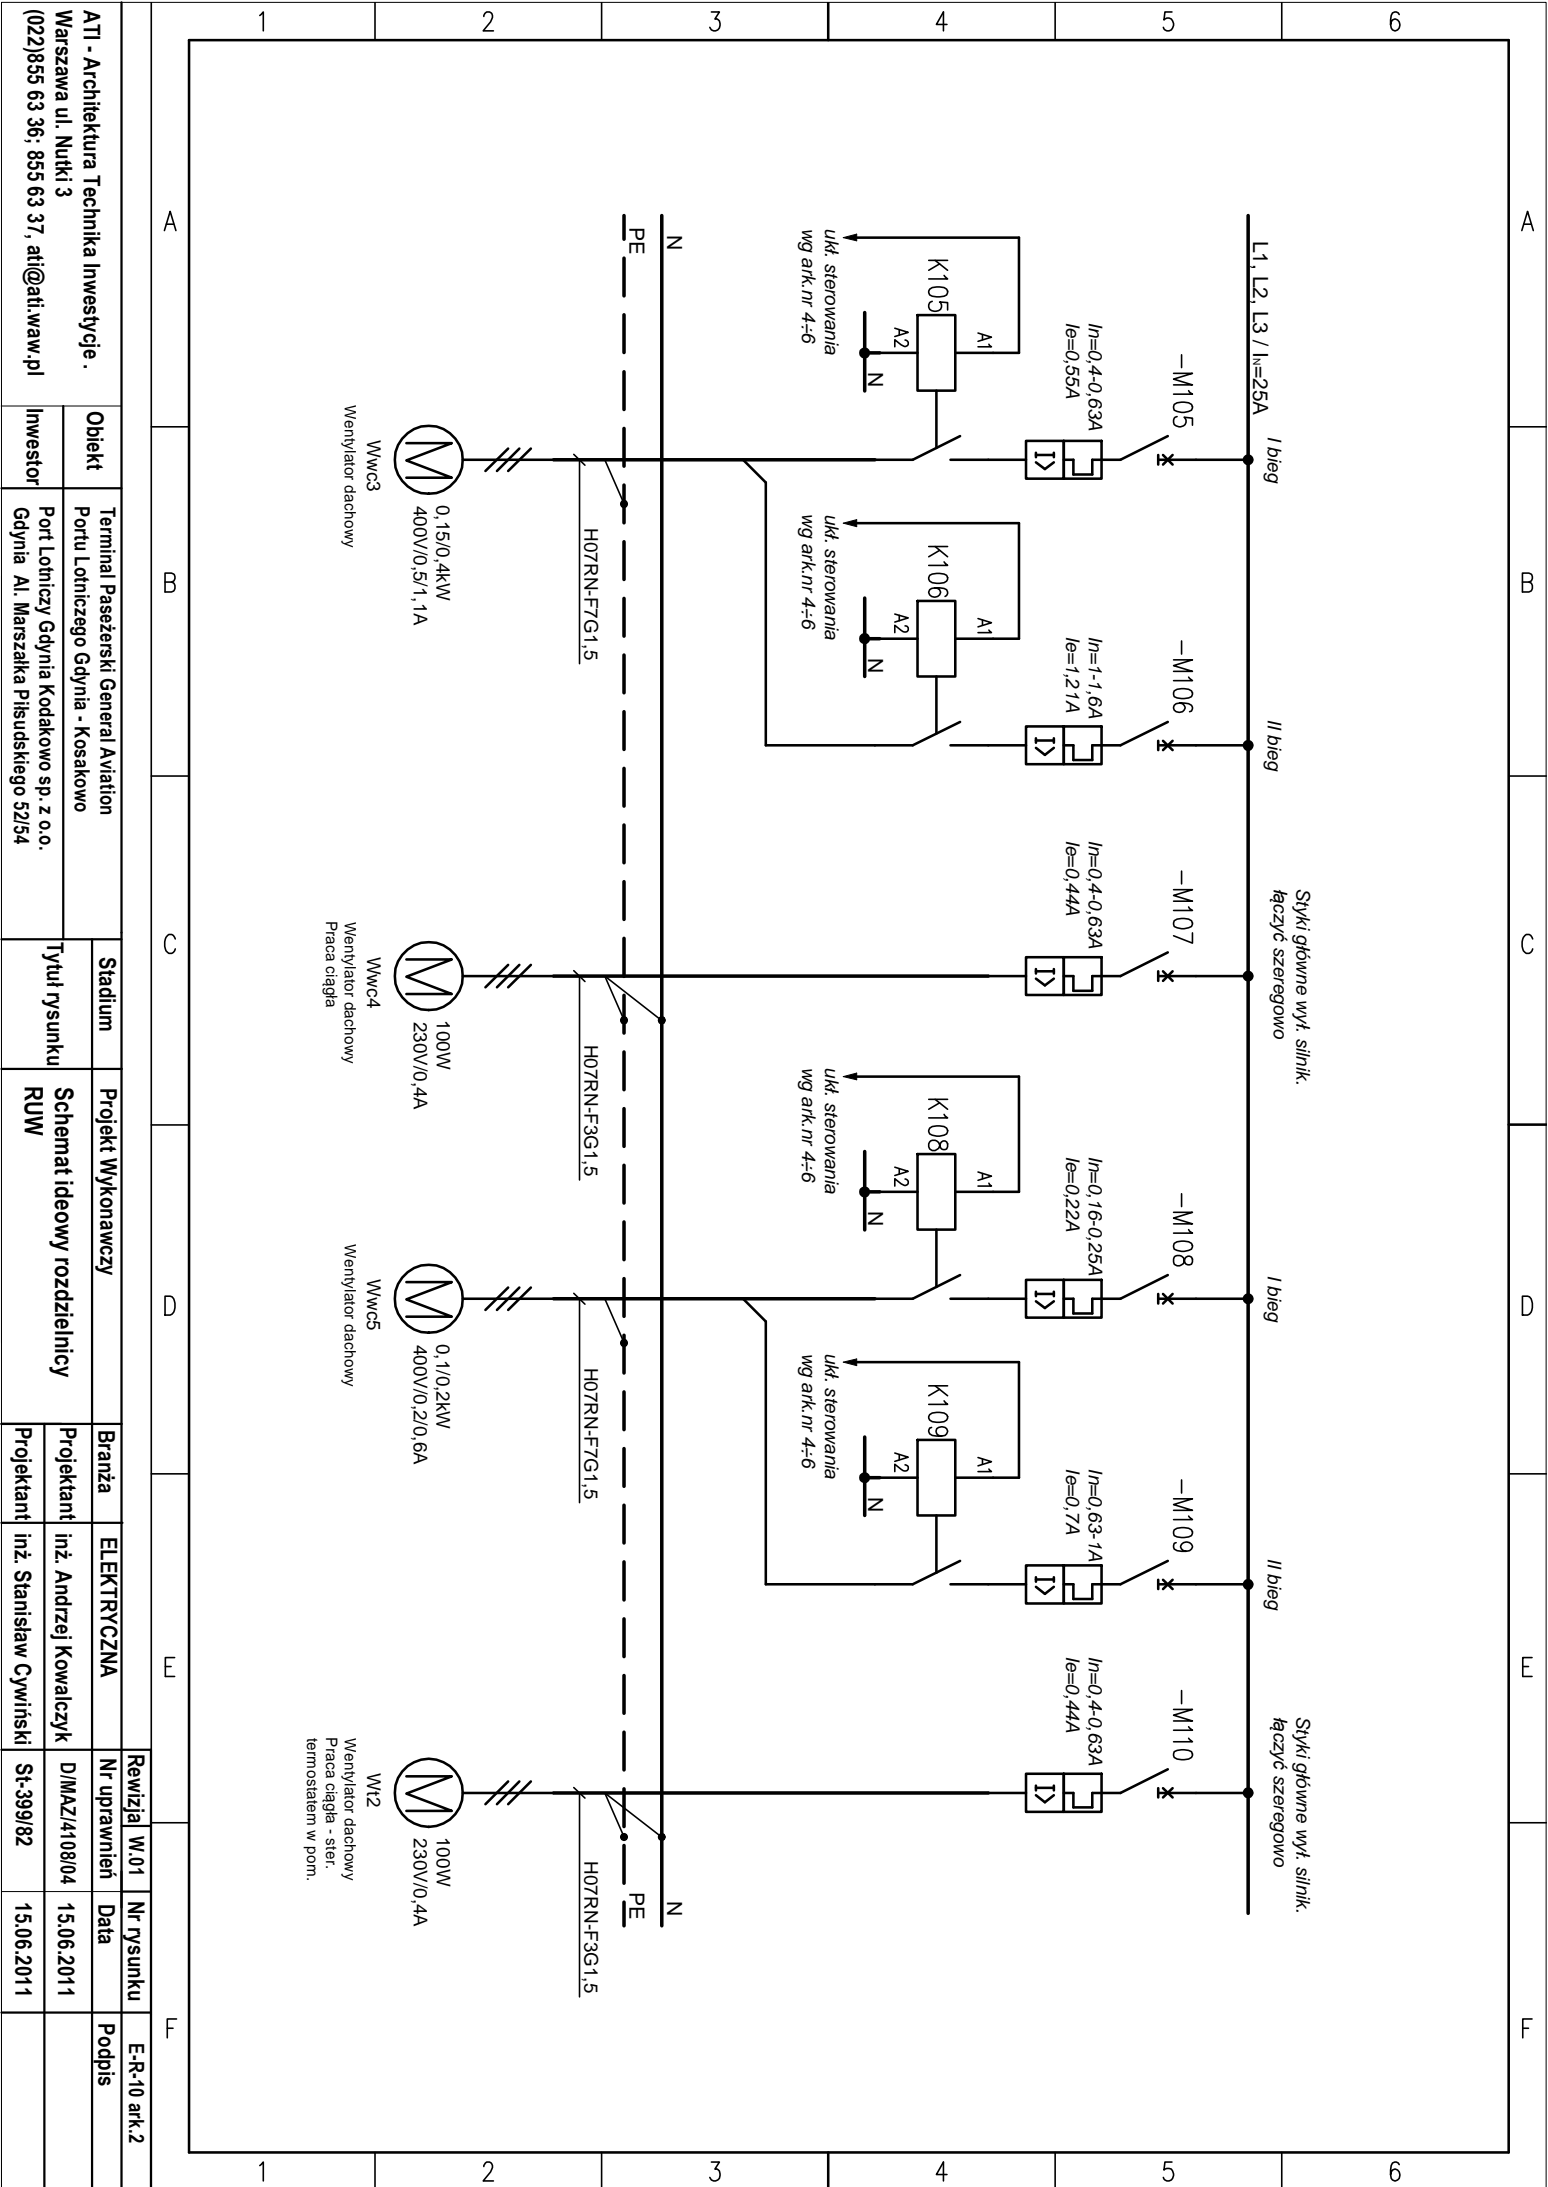 A
B
C
D
E
F
6
5
4
3
2
1
Styki główne wył. silnik.
łączyć szeregowo
Styki główne wył. silnik.
łączyć szeregowo
I bieg
II bieg
I bieg
II bieg
L1, L2, L3 / IN=25A
-M105
In=0,4-0,63A
Ie=0,55A
-M106
In=1-1,6A
Ie=1,21A
-M107
In=0,4-0,63A
Ie=0,44A
-M108
In=0,16-0,25A
Ie=0,22A
-M109
In=0,63-1A
Ie=0,7A
-M110
In=0,4-0,63A
Ie=0,44A
I>
I>
I>
I>
I>
I>
K105
A1
A2
N
ukł. sterowania
wg ark.nr 4÷6
K106
A1
A2
N
ukł. sterowania
wg ark.nr 4÷6
K108
A1
A2
N
ukł. sterowania
wg ark.nr 4÷6
K109
A1
A2
N
ukł. sterowania
wg ark.nr 4÷6
N
PE
N
PE
H07RN-F7G1,5
H07RN-F3G1,5
H07RN-F7G1,5
H07RN-F3G1,5
M
0,15/0,4kW
400V/0,5/1,1A
Wwc3
Wentylator dachowy
M
100W
230V/0,4A
Wwc4
Wentylator dachowy
Praca ciągła
M
0,1/0,2kW
400V/0,2/0,6A
Wwc5
Wentylator dachowy
M
100W
230V/0,4A
Wt2
Wentylator dachowy
Praca ciągła - ster.
termostatem w pom.
6
5
4
3
2
1
A
B
C
D
E
F
Rewizja W.01 Nr rysunku E-R-10 ark.2
ATI - Architektura Technika Inwestycje .
Warszawa ul. Nutki 3
(022)855 63 36; 855 63 37, ati@ati.waw.pl
Obiekt
Terminal Paseżerski General Aviation
Portu Lotniczego Gdynia - Kosakowo
Inwestor
Port Lotniczy Gdynia Kodakowo sp. z o.o.
Gdynia Al. Marszałka Piłsudskiego 52/54
Stadium
Projekt Wykonawczy
Tytuł rysunku
Schemat ideowy rozdzielnicy
RUW
Branża ELEKTRYCZNA Nr uprawnień Data Podpis
Projektant inż. Andrzej Kowalczyk D/MAZ/4108/04 15.06.2011
Projektant inż. Stanisław Cywiński St-399/82 15.06.2011